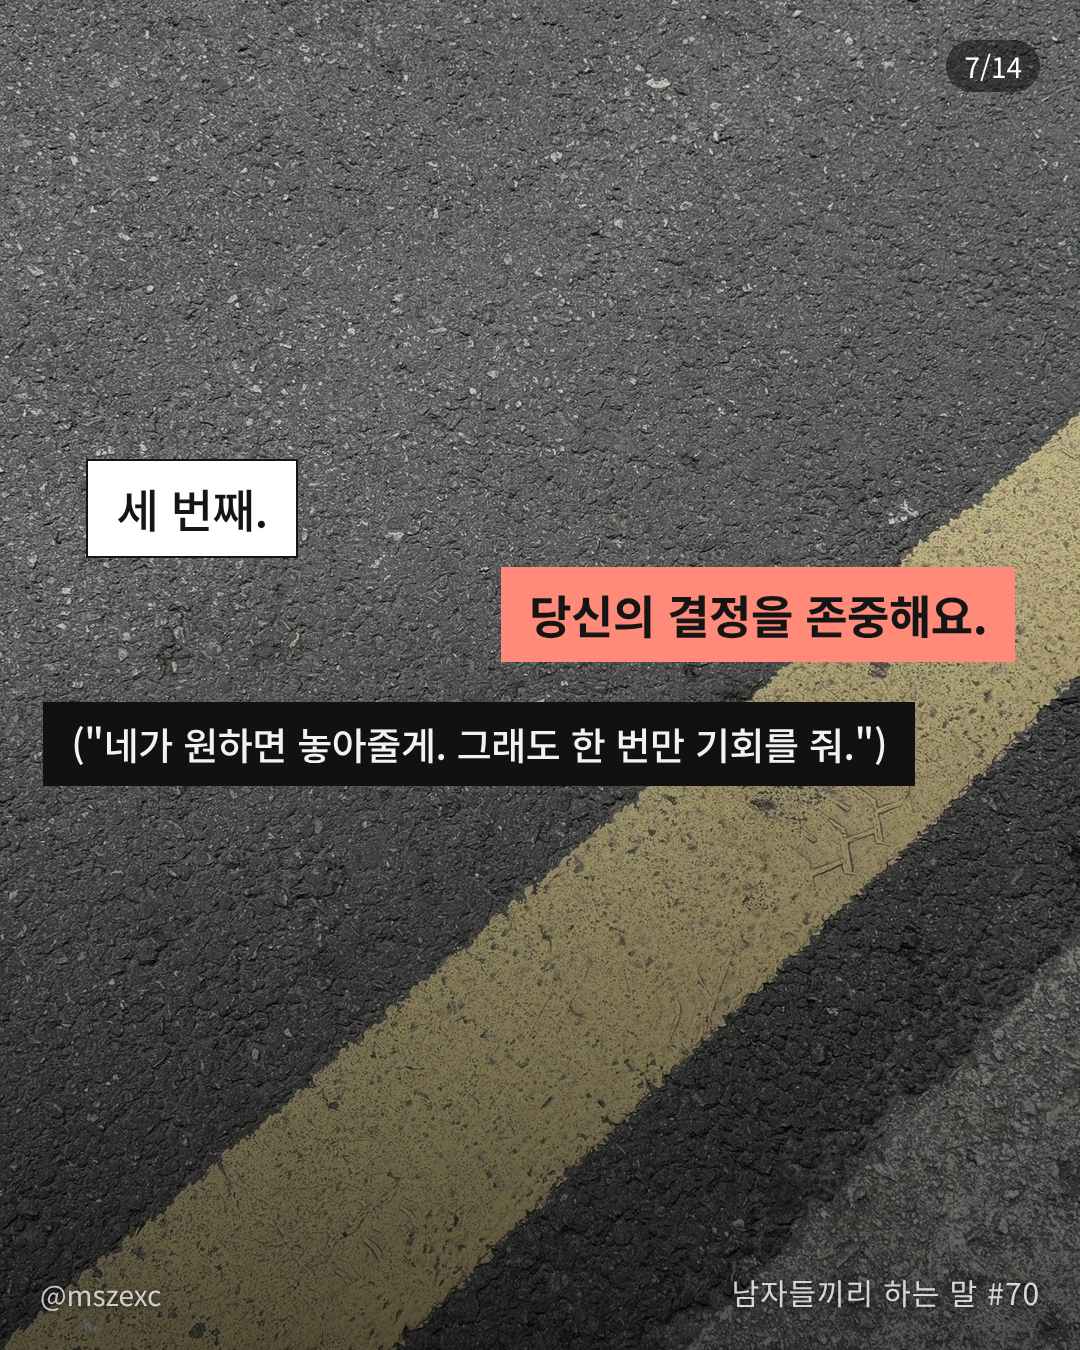 7/14
세 번째.
당신의 결정을 존중해요.
("네가 원하면 놓아줄게. 그래도 한 번만 기회를 줘.")
@mszexc
남자들끼리 하는 말 #70